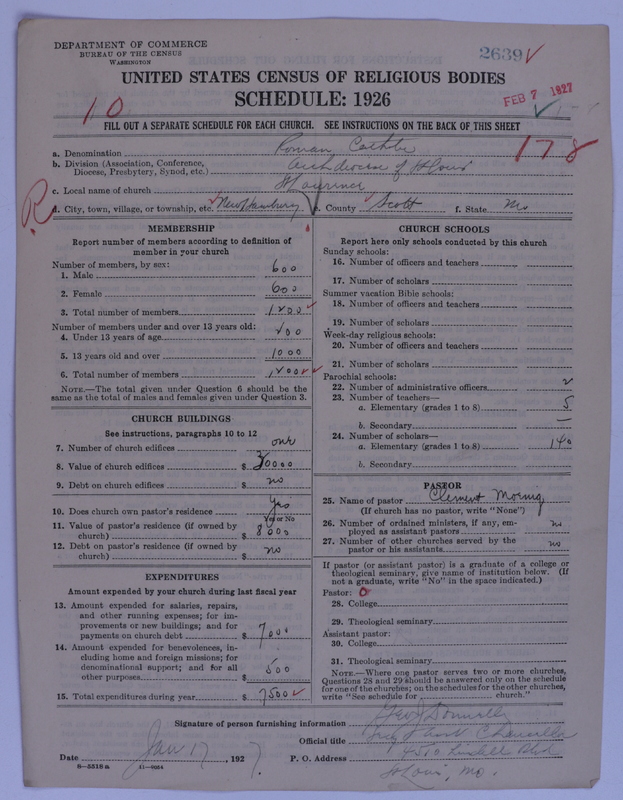 DEPARTMENT OF COMMERCE
BUREAU OF THE CENSUS
WASHINGTON
2639
UNITED STATES CENSUS OF RELIGIOUS BODIES
SCHEDULE: 1926
FEB 7 1927
10
FILL OUT A SEPARATE SCHEDULE FOR EACH CHURCH. SEE INSTRUCTIONS ON THE BACK OF THIS SHEET
178
a. Denomination Roman Catholic
b. Division (Association, Conference, Diocese, Presbytery, Synod, etc.) Archdiocese of St Louis
c. Local name of church St Lawrence
d. City, town, village, or township, etc. New Hamburg e. County Scott f. State Mo
R
MEMBERSHIP
Report number of members according to definition of member in your church
Number of members, by sex:
1. Male 600
2. Female 600
3. Total number of members 1200
Number of members under and over 13 years old:
4. Under 13 years of age 200
5. 13 years old and over 1000
6. Total number of members 1200
NOTE.—The total given under Question 6 should be the same as the total of males and females given under Question 3.
CHURCH BUILDINGS
See instructions, paragraphs 10 to 12
7. Number of church edifices one
8. Value of church edifices $ 30000
9. Debt on church edifices $ no
10. Does church own pastor's residence Yes
Yes or No
11. Value of pastor's residence (if owned by church) $ 8000
12. Debt on pastor's residence (if owned by church) $ no
EXPENDITURES
Amount expended by your church during last fiscal year
13. Amount expended for salaries, repairs, and other running expenses; for improvements or new buildings; and for payments on church debt $ 7000
14. Amount expended for benevolences, including home and foreign missions; for denominational support; and for all other purposes $ 500
15. Total expenditures during year $ 7500
CHURCH SCHOOLS
Report here only schools conducted by this church
Sunday schools:
16. Number of officers and teachers
17. Number of scholars
Summer vacation Bible schools:
18. Number of officers and teachers
19. Number of scholars
Week-day religious schools:
20. Number of officers and teachers
21. Number of scholars
Parochial schools:
22. Number of administrative officers 2
23. Number of teachers—
a. Elementary (grades 1 to 8) 5
b. Secondary —
24. Number of scholars—
a. Elementary (grades 1 to 8) 140
b. Secondary
PASTOR
25. Name of pastor Clement
(If church has no pastor, write "None")
26. Number of ordained ministers, if any, employed as assistant pastors no
27. Number of other churches served by the pastor or his assistants no
If pastor (or assistant pastor) is a graduate of a college or theological seminary, give name of institution below. (If not a graduate, write "No" in the space indicated.)
Pastor: 0
28. College
29. Theological seminary
Assistant pastor:
30. College
31. Theological seminary
NOTE.—Where one pastor serves two or more churches, Questions 28 and 29 should be answered only on the schedule for one of the churches; on the schedules for the other churches, write "See schedule for church."
Signature of person furnishing information Geo J Donnelly
Official title
Date Jan 17, 1927. P. O. Address Lindell Blvd
St Louis, Mo.
8—5518a 11—9024